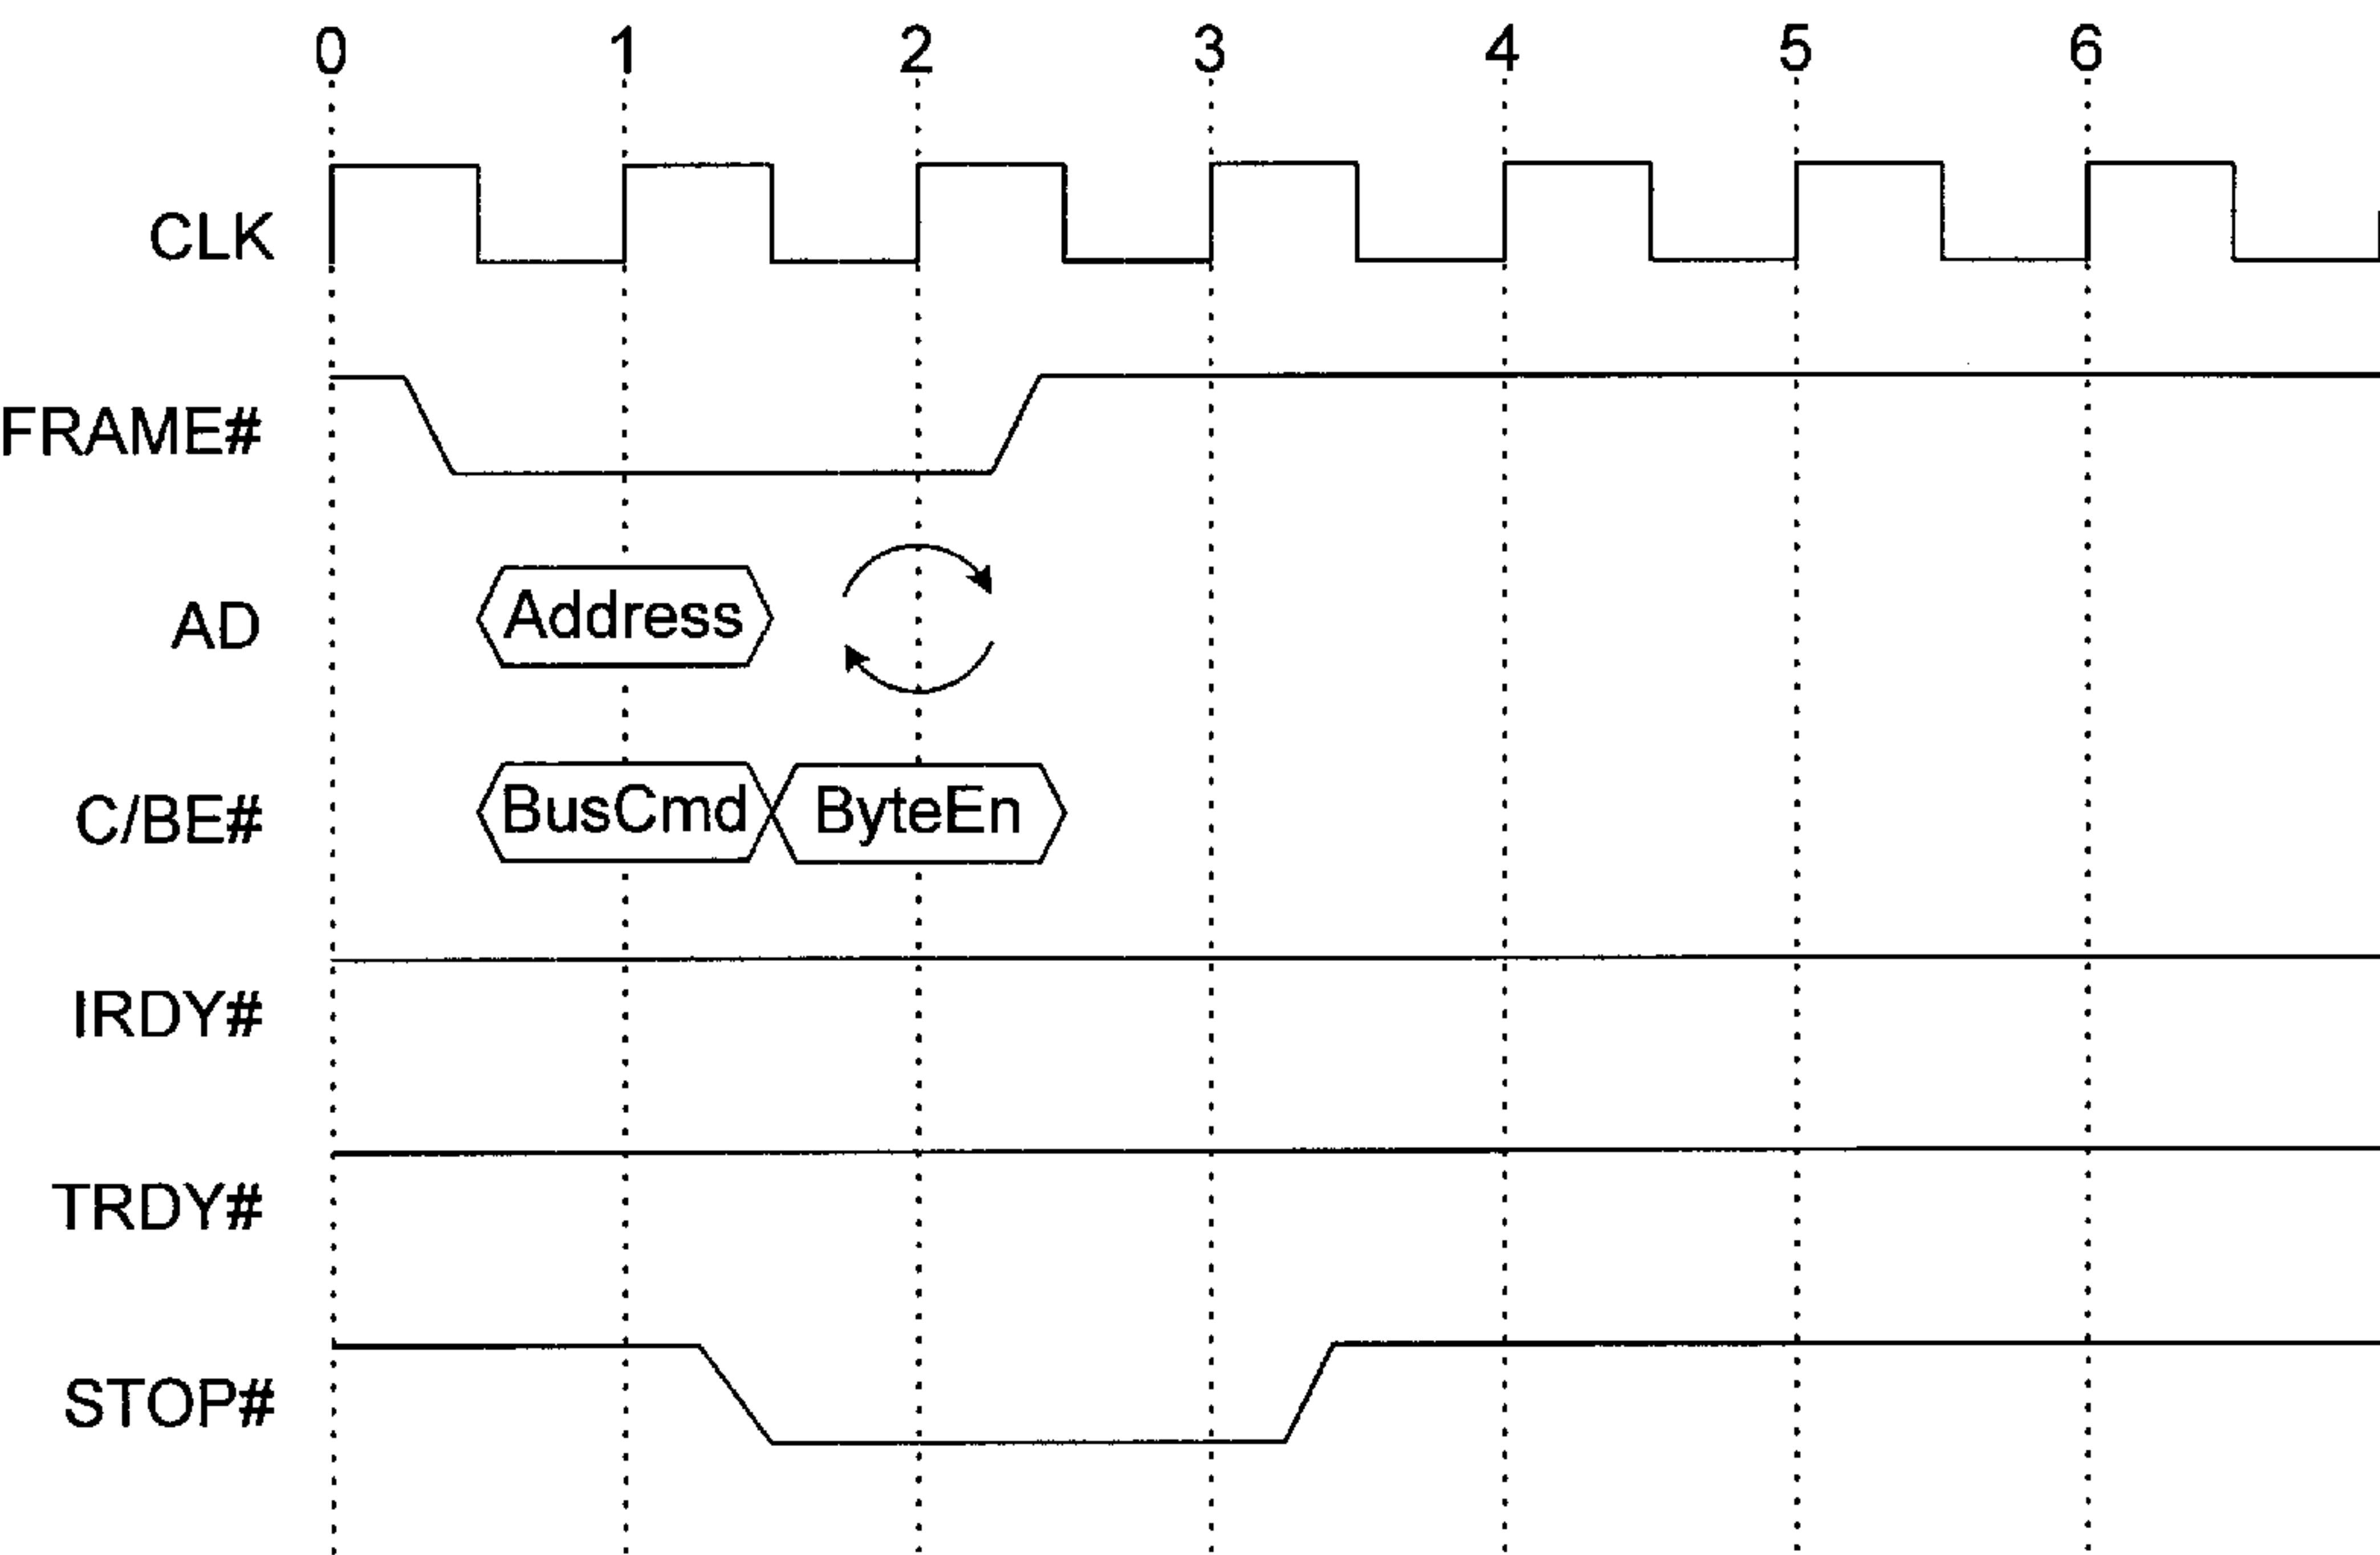 0 1 2 3 4 5 6
CLK
FRAME#
AD Address
C/BE# BusCmd ByteEn
IRDY#
TRDY#
STOP#